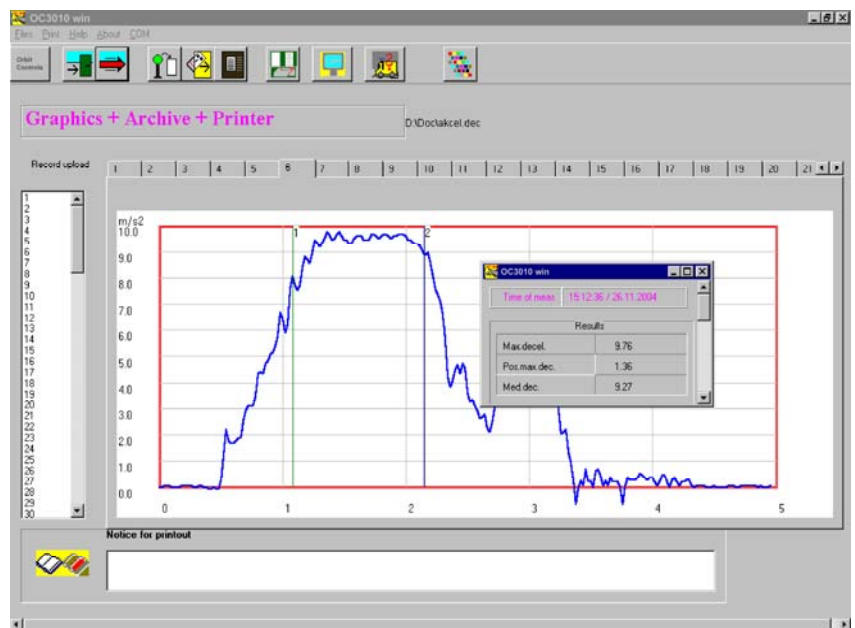 OC3010 win
Files Print Help About COM
Orbit
Controls
Graphics + Archive + Printer
D:\Doc\akcel.dec
Record upload
1 2 3 4 5 6 7 8 9 10 11 12 13 14 15 16 17 18 19 20 21
1
2
3
4
5
6
7
8
9
10
11
12
13
14
15
16
17
18
19
20
21
22
23
24
25
26
27
28
29
30
m/s2
10.0
9.0
8.0
7.0
6.0
5.0
4.0
3.0
2.0
1.0
0.0
1 2
0 1 2 3 4 5
OC3010 win
Time of meas 15:12:36 / 26.11.2004
Results
Max.decel. 9.76
Pos.max.dec. 1.36
Med.dec. 9.27
Notice for printout